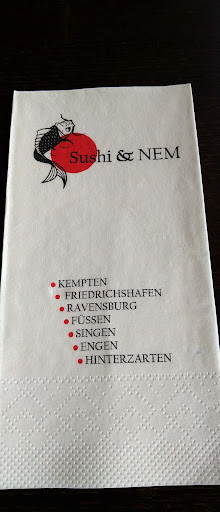 Sushi & NEM
KEMPTEN
FRIEDRICHSHAFEN
RAVENSBURG
FÜSSEN
SINGEN
ENGEN
HINTERZARTEN